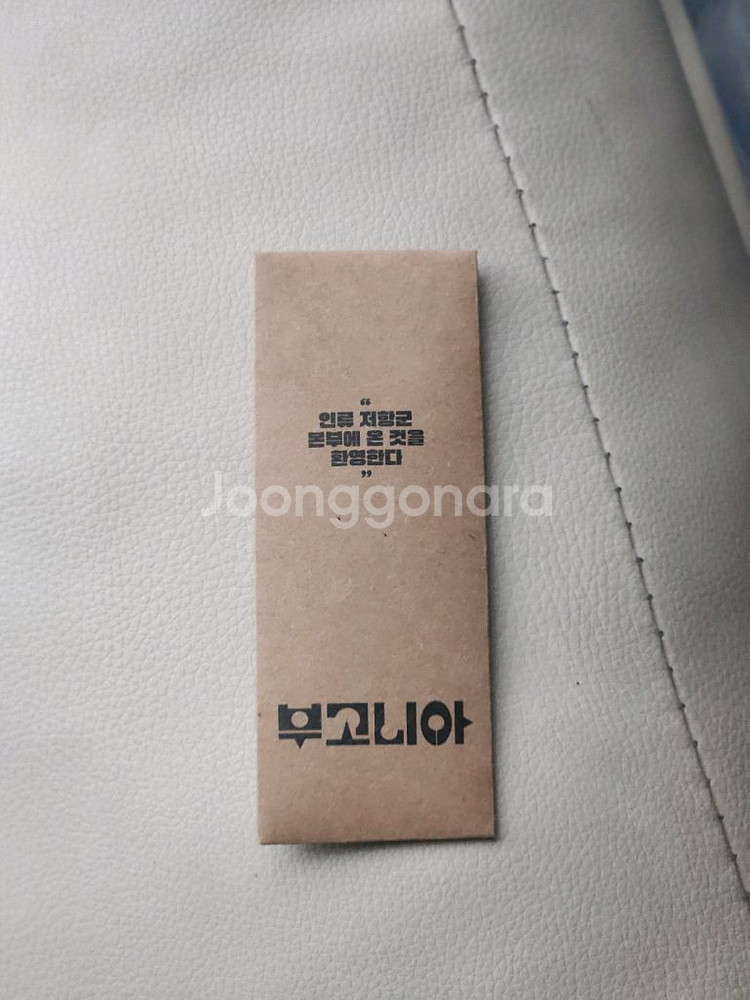 “
인류 저항군
본부에 온 것을
환영한다
”
Joonggonara
부고니아